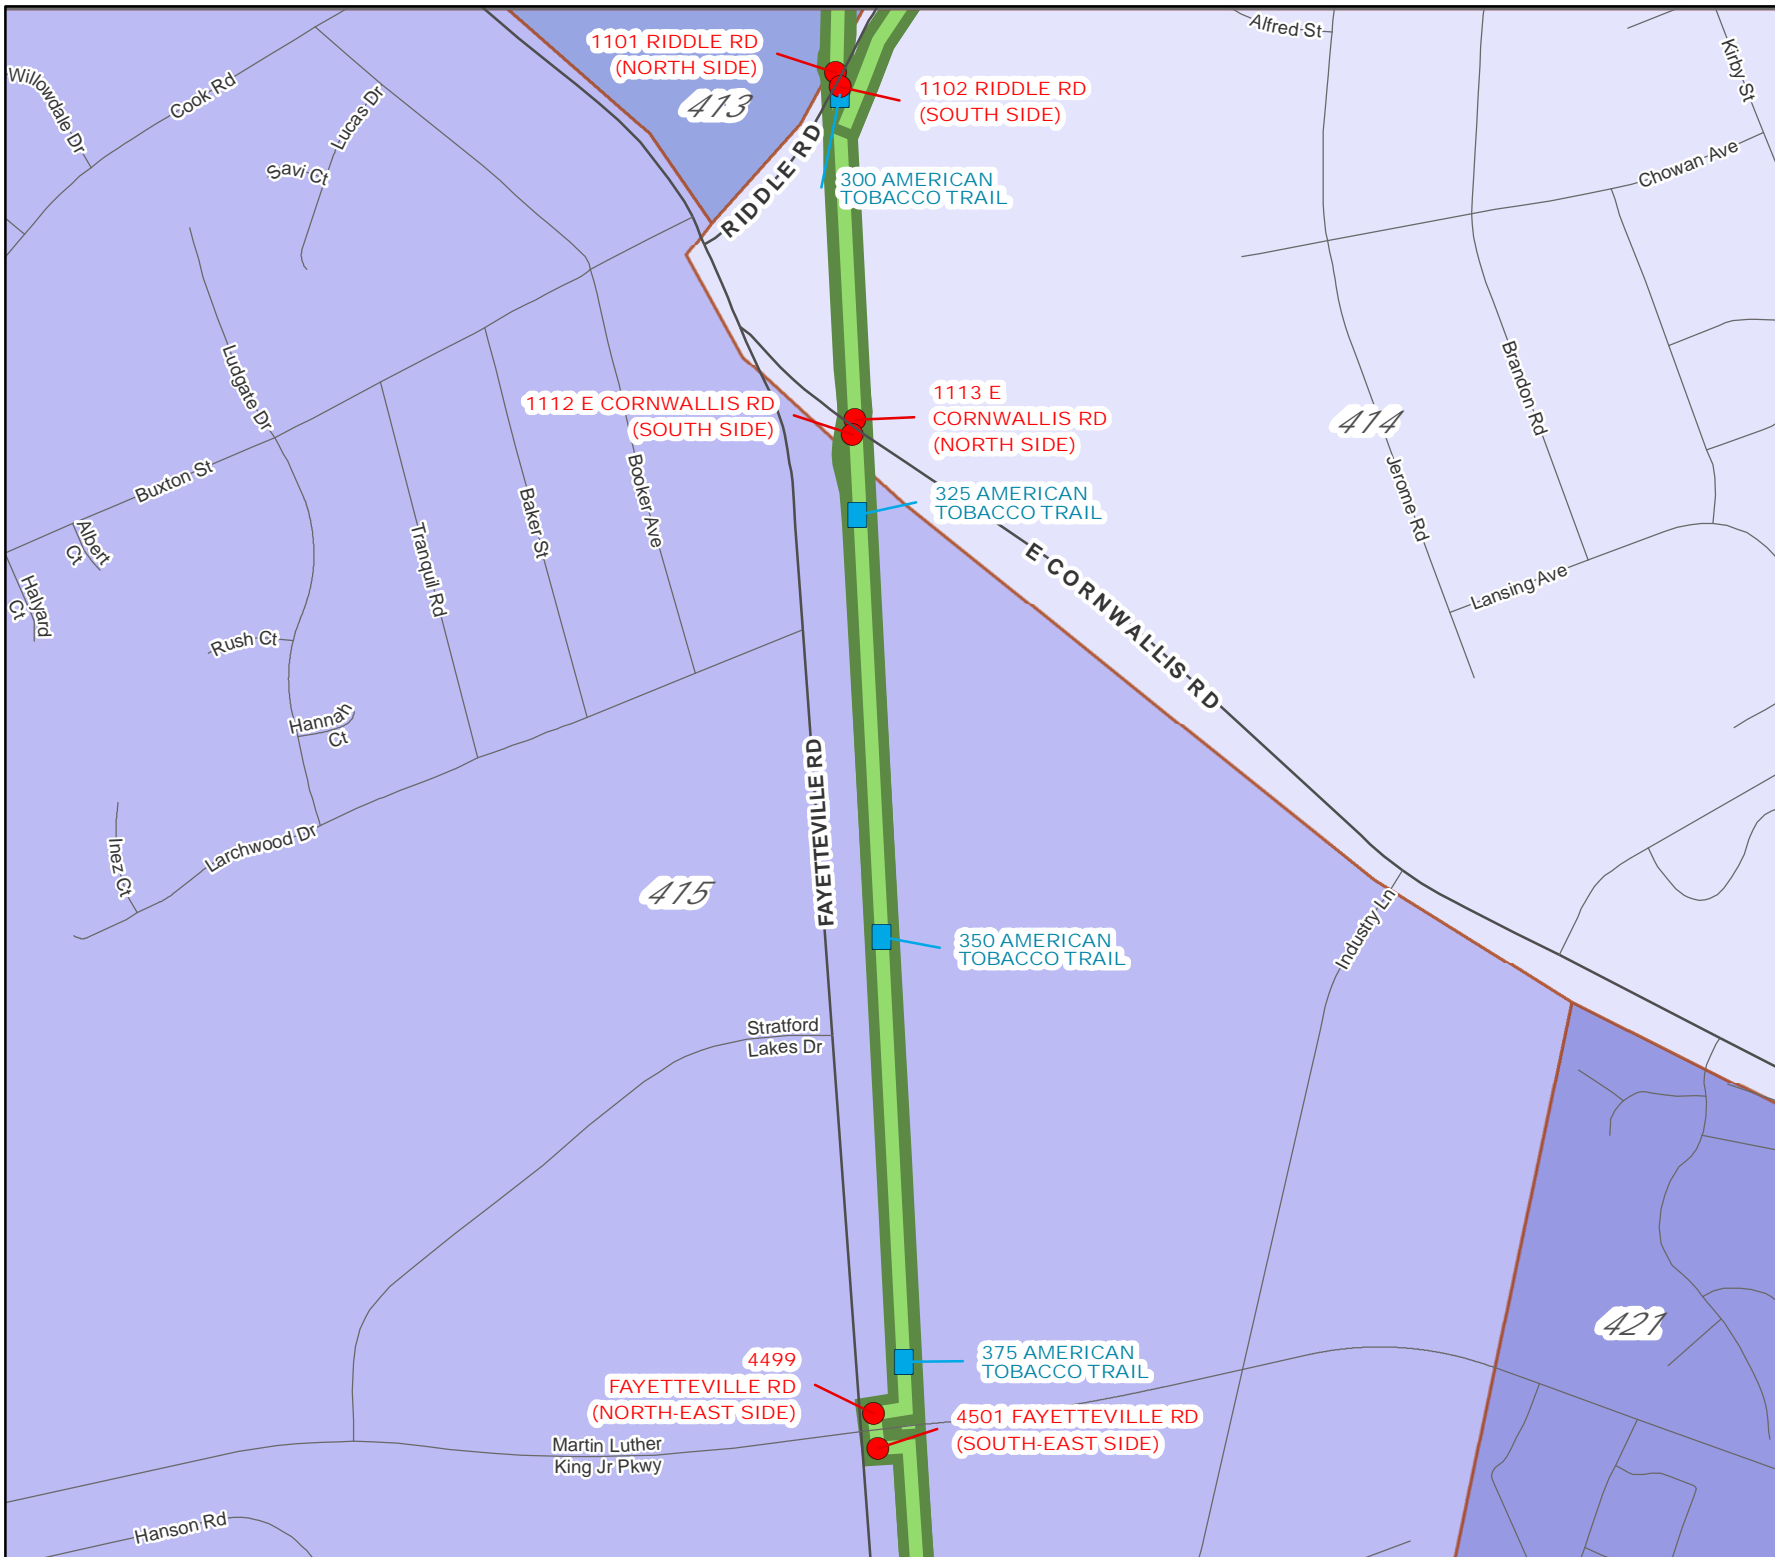 1101 RIDDLE RD
(NORTH SIDE)
413
1102 RIDDLE RD
(SOUTH SIDE)
Alfred St
Kirby St
Willowdale Dr
Cook Rd
Lucas Dr
Savi Ct
RIDDLE RD
300 AMERICAN
TOBACCO TRAIL
Chowan Ave
Ludgate Dr
1112 E CORNWALLIS RD
(SOUTH SIDE)
1113 E
CORNWALLIS RD
(NORTH SIDE)
414
Brandon Rd
Jerome Rd
Buxton St
Albert
Ct
Halyard
Ct
Tranquil Rd
Baker St
Booker Ave
325 AMERICAN
TOBACCO TRAIL
E CORNWALLIS RD
Lansing Ave
Rush Ct
Hannah
Ct
Inez Ct
Larchwood Dr
FAYETTEVILLE RD
415
350 AMERICAN
TOBACCO TRAIL
Industry Ln
Stratford
Lakes Dr
421
375 AMERICAN
TOBACCO TRAIL
4499
FAYETTEVILLE RD
(NORTH-EAST SIDE)
4501 FAYETTEVILLE RD
(SOUTH-EAST SIDE)
Martin Luther
King Jr Pkwy
Hanson Rd